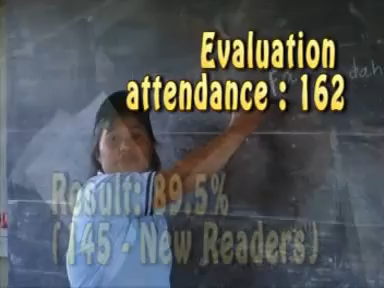 Evaluation
attendance : 162
Result: 89.5%
(145 - New Readers)